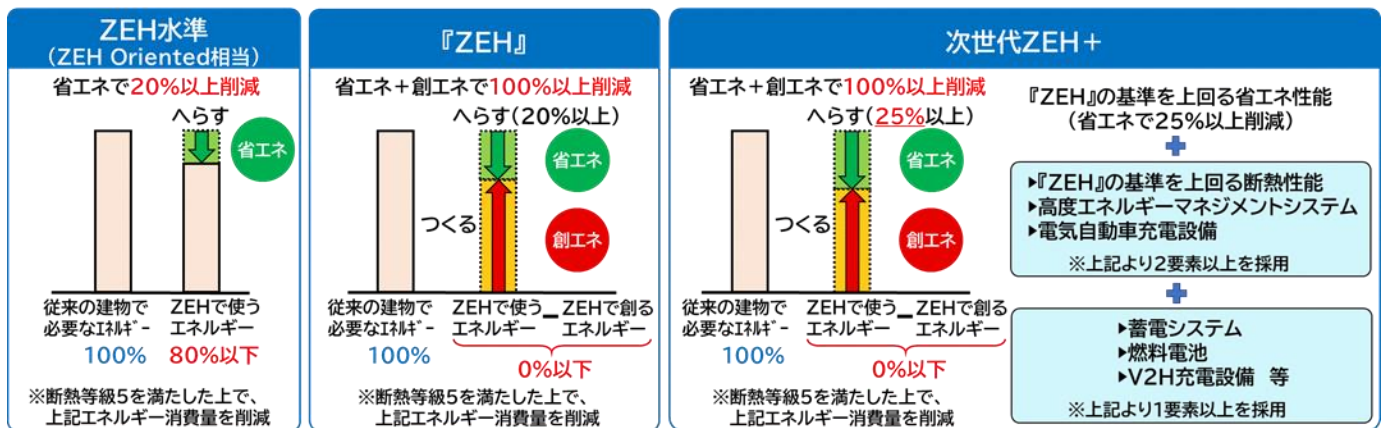 ZEH水準
(ZEH Oriented相当)
省エネで20%以上削減
へらす
省エネ
従来の建物で
必要なｴﾈﾙｷﾞｰ
100%
ZEHで使う
エネルギー
80%以下
※断熱等級5を満たした上で、
上記エネルギー消費量を削減
『ZEH』
省エネ＋創エネで100%以上削減
へらす(20%以上)
省エネ
つくる
創エネ
従来の建物で
必要なｴﾈﾙｷﾞｰ
100%
ZEHで使う
エネルギー
－
ZEHで創る
エネルギー
0%以下
※断熱等級5を満たした上で、
上記エネルギー消費量を削減
次世代ZEH＋
省エネ＋創エネで100%以上削減
へらす(25%以上)
省エネ
つくる
創エネ
従来の建物で
必要なｴﾈﾙｷﾞｰ
100%
ZEHで使う
エネルギー
－
ZEHで創る
エネルギー
0%以下
※断熱等級5を満たした上で、
上記エネルギー消費量を削減
『ZEH』の基準を上回る省エネ性能
(省エネで25%以上削減)
▶『ZEH』の基準を上回る断熱性能
▶高度エネルギーマネジメントシステム
▶電気自動車充電設備
※上記より2要素以上を採用
▶蓄電システム
▶燃料電池
▶V2H充電設備 等
※上記より1要素以上を採用